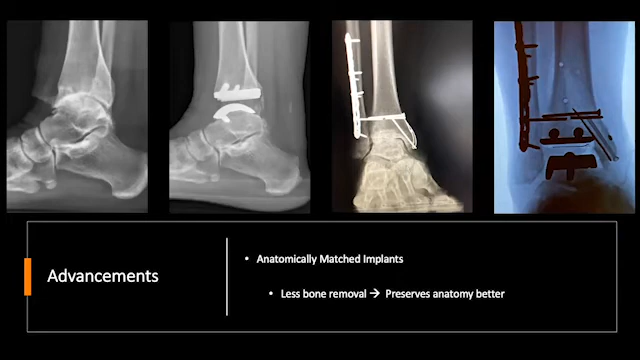 Advancements
Anatomically Matched Implants
Less bone removal → Preserves anatomy better